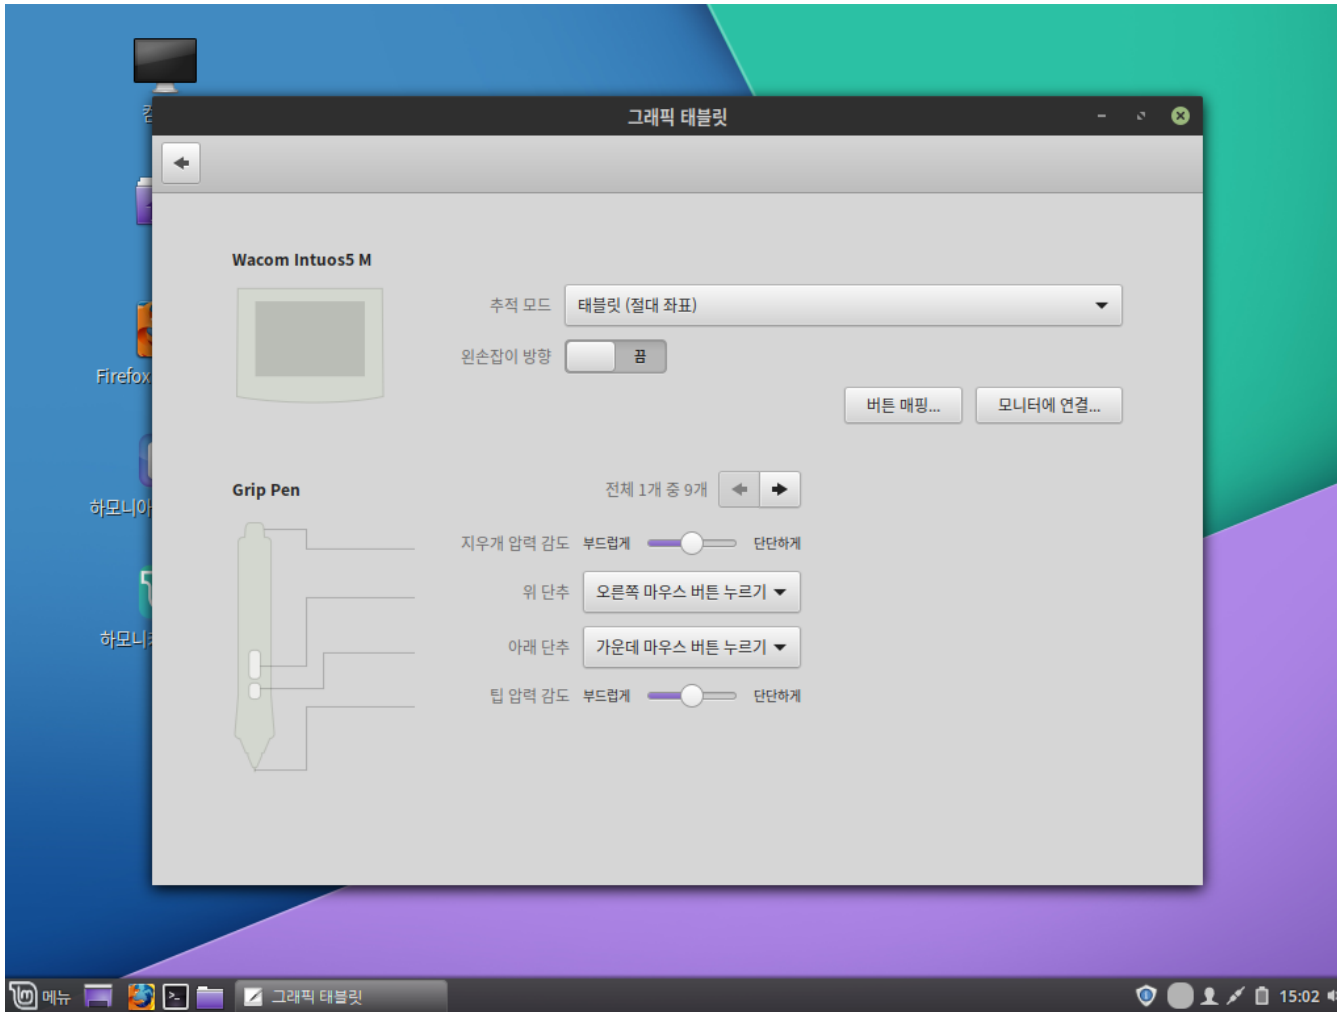 그래픽 태블릿
Wacom Intuos5 M
추적 모드 태블릿 (절대 좌표)
왼손잡이 방향 끔
버튼 매핑... 모니터에 연결...
Grip Pen 전체 1개 중 9개
지우개 압력 감도 부드럽게 단단하게
위 단추 오른쪽 마우스 버튼 누르기
아래 단추 가운데 마우스 버튼 누르기
팁 압력 감도 부드럽게 단단하게
Firefox
하모니
메뉴 그래픽 태블릿 15:02